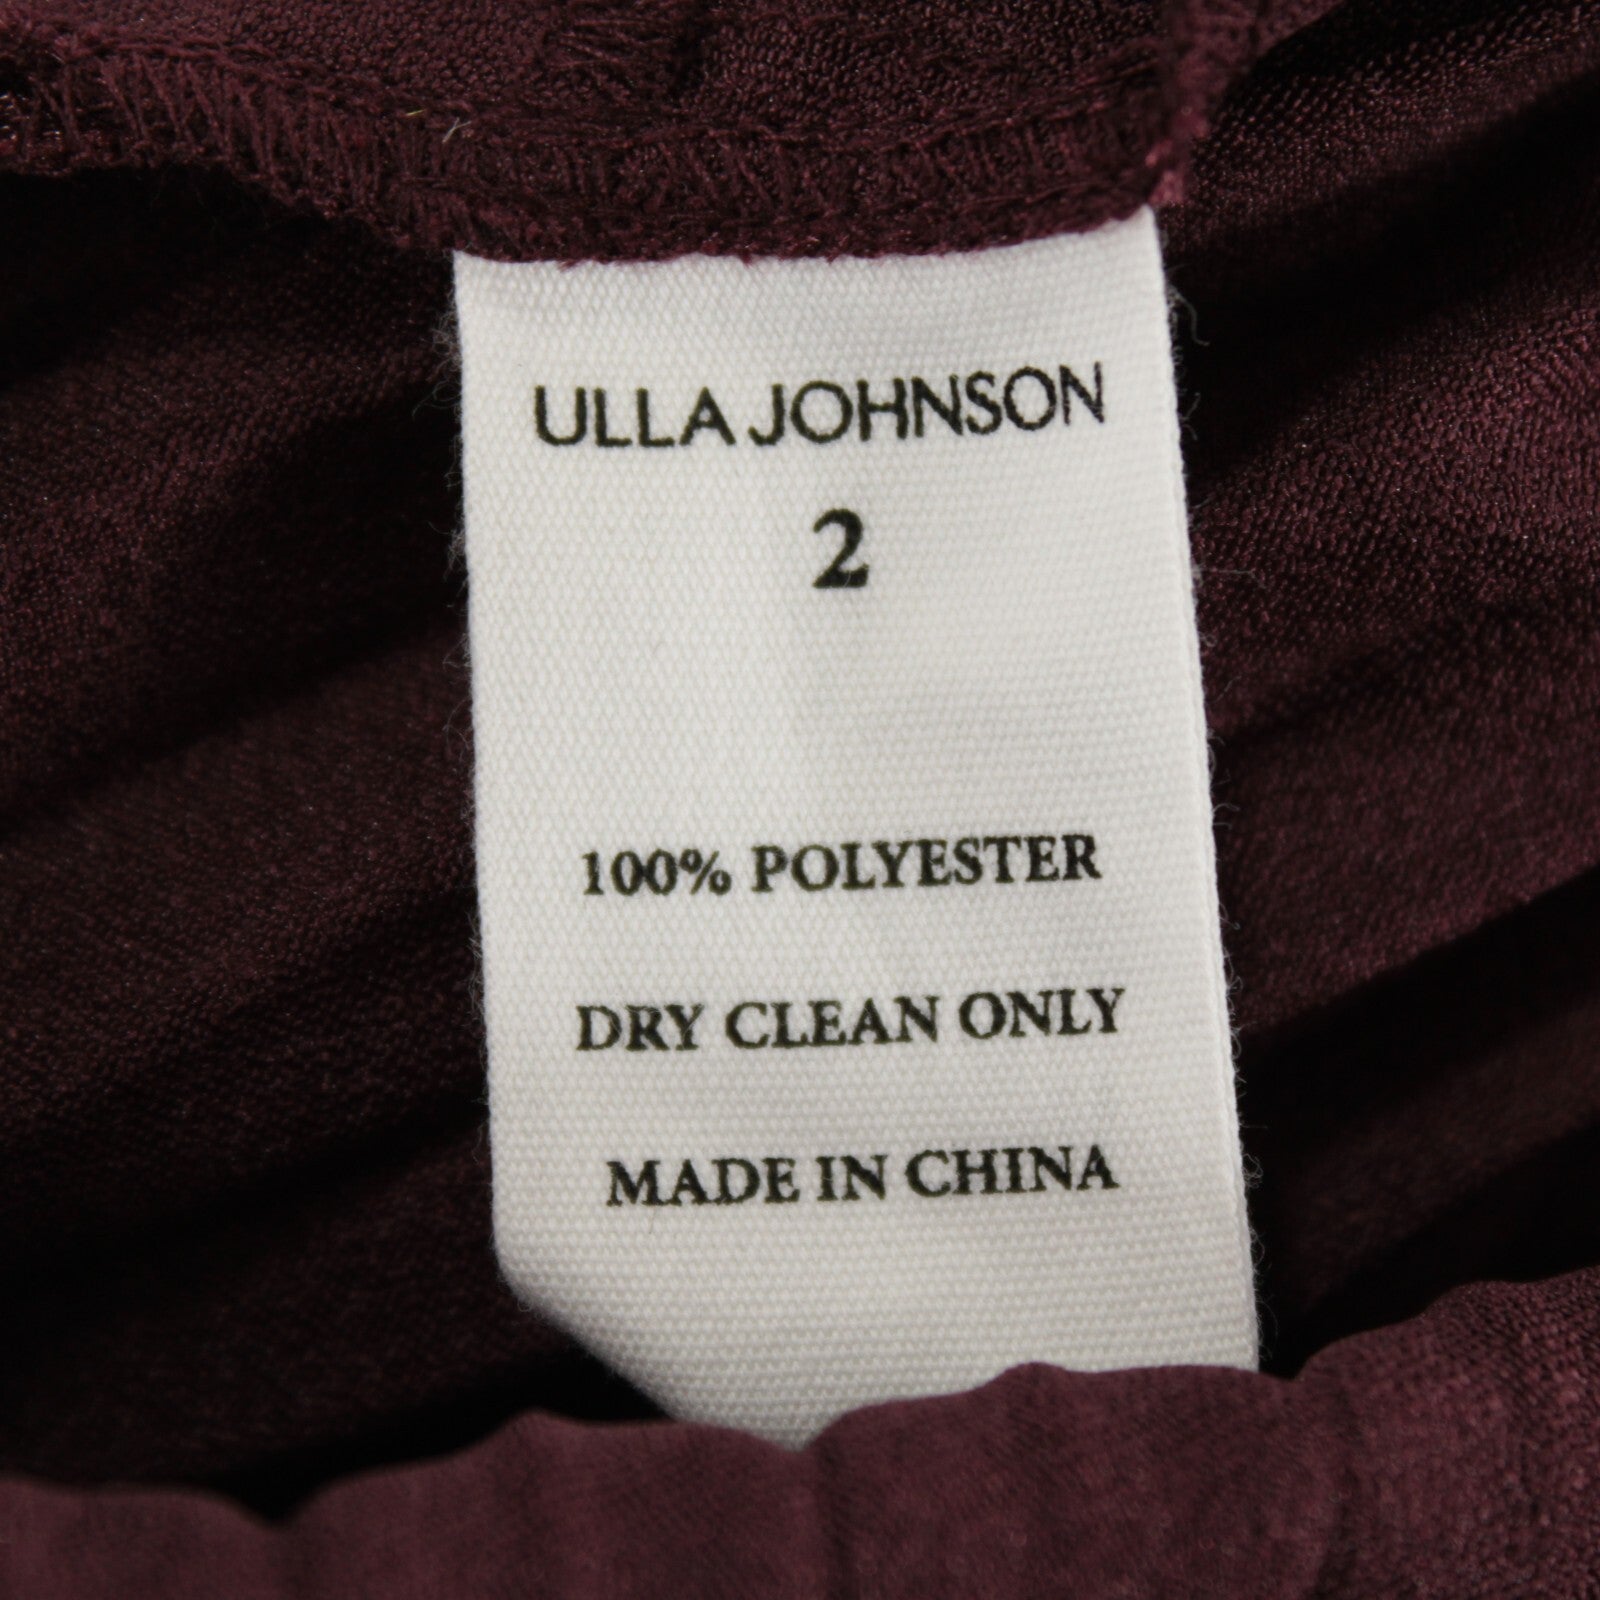 ULLA JOHNSON
2
100% POLYESTER
DRY CLEAN ONLY
MADE IN CHINA